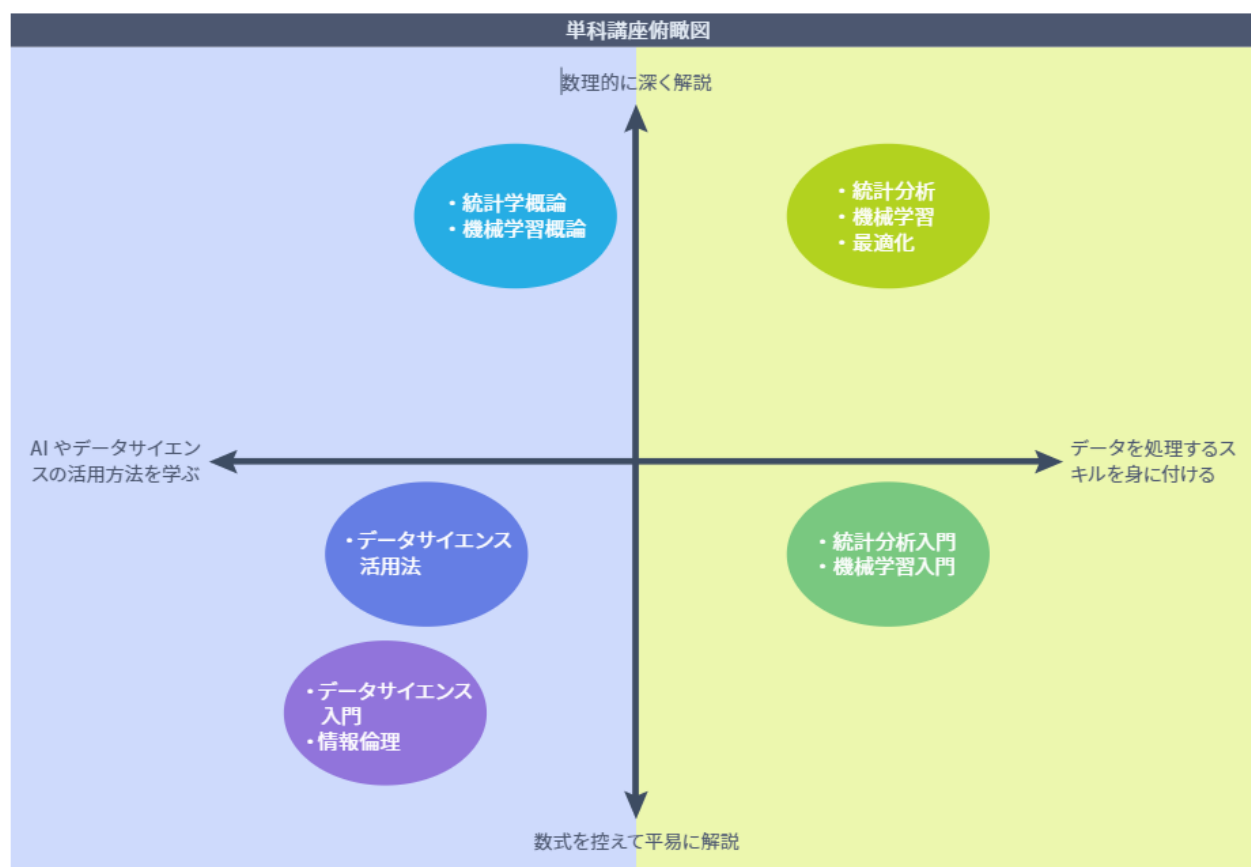 単科講座俯瞰図
数理的に深く解説
・統計学概論
・機械学習概論
・統計分析
・機械学習
・最適化
AI やデータサイエン
スの活用方法を学ぶ
データを処理するス
キルを身に付ける
・データサイエンス
活用法
・統計分析入門
・機械学習入門
・データサイエンス
入門
・情報倫理
数式を控えて平易に解説